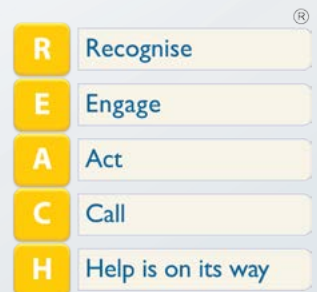 ®
R Recognise
E Engage
A Act
C Call
H Help is on its way